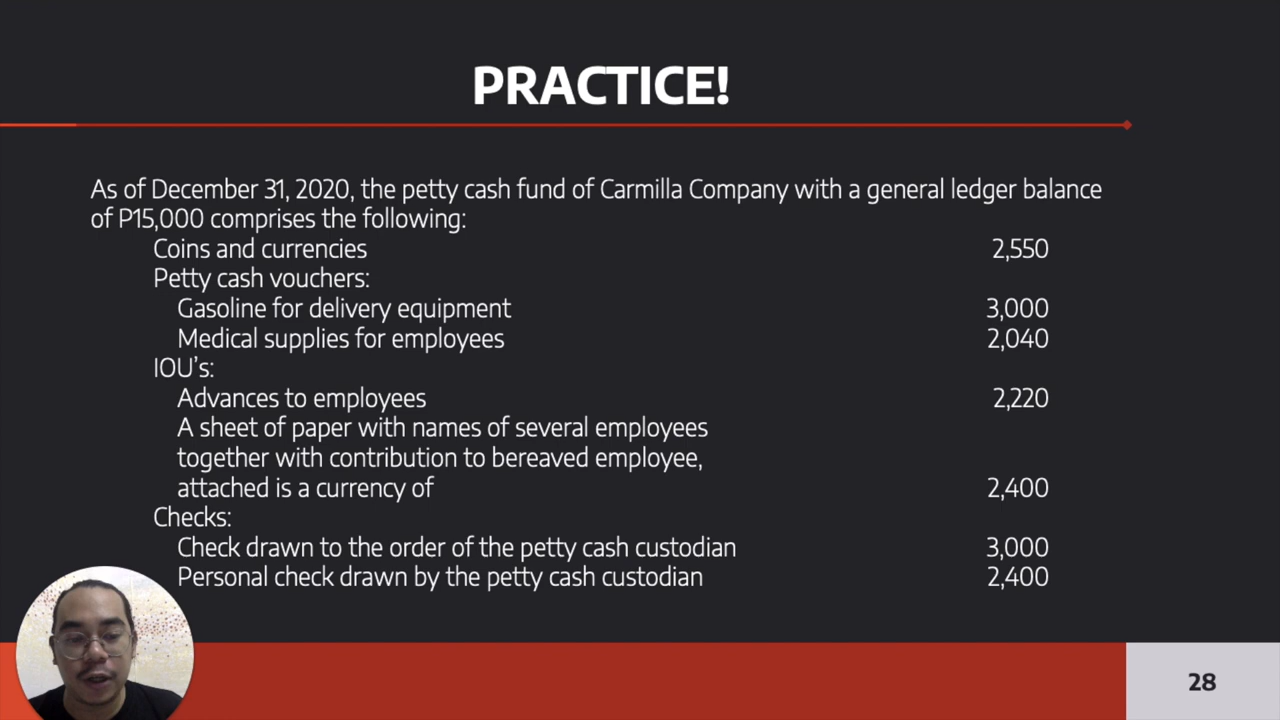 PRACTICE!
As of December 31, 2020, the petty cash fund of Carmilla Company with a general ledger balance
of P15,000 comprises the following:
Coins and currencies 2,550
Petty cash vouchers:
Gasoline for delivery equipment 3,000
Medical supplies for employees 2,040
IOU's:
Advances to employees 2,220
A sheet of paper with names of several employees
together with contribution to bereaved employee,
attached is a currency of 2,400
Checks:
Check drawn to the order of the petty cash custodian 3,000
Personal check drawn by the petty cash custodian 2,400
28